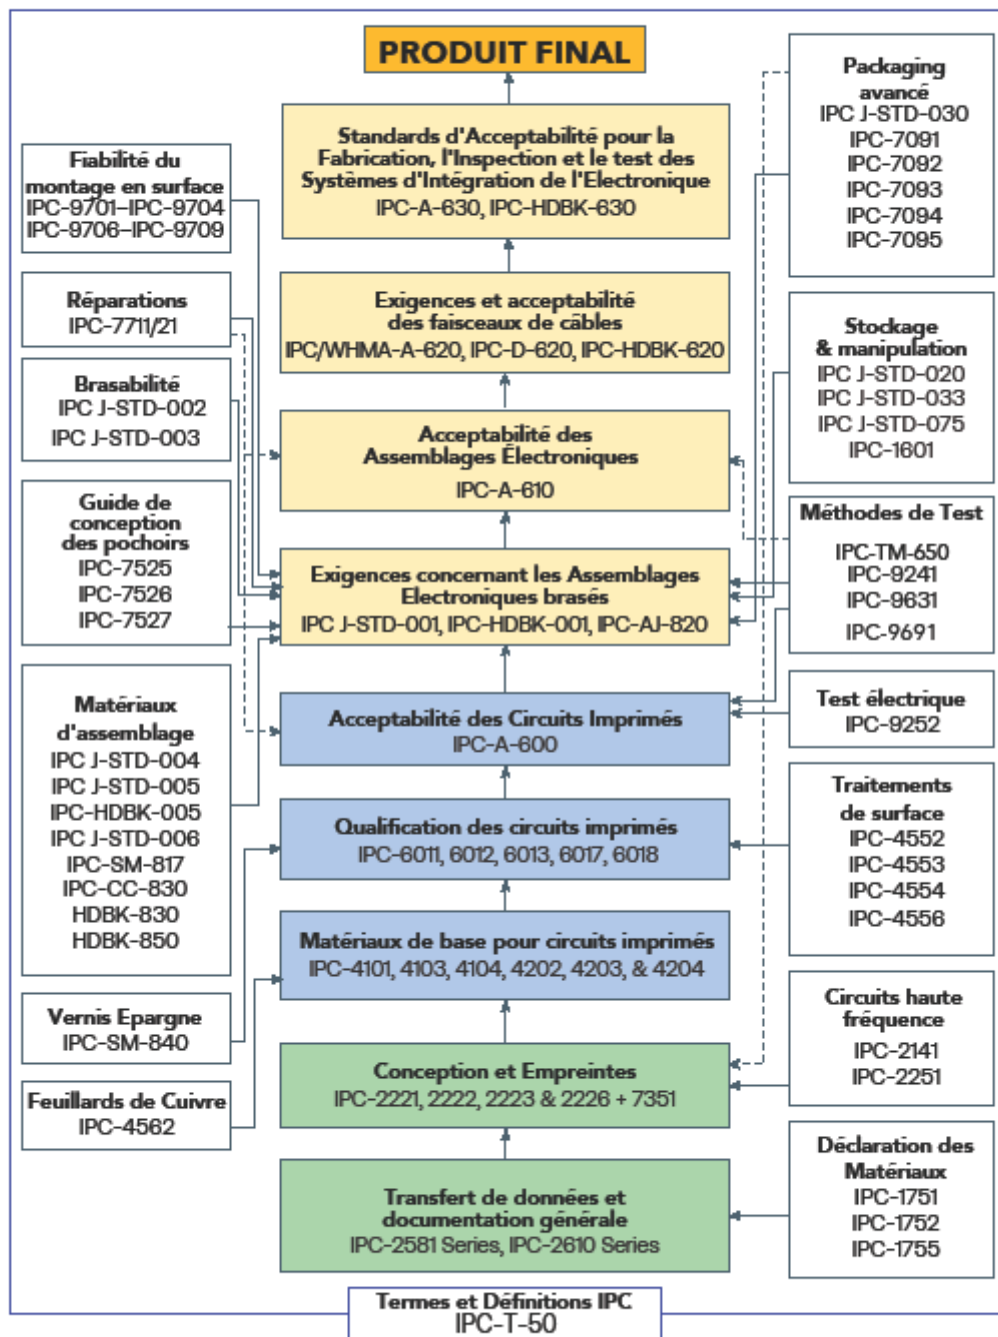 PRODUIT FINAL
Standards d'Acceptabilité pour la
Fabrication, l'Inspection et le test des
Systèmes d'Intégration de l'Electronique
IPC-A-630, IPC-HDBK-630
Exigences et acceptabilité
des faisceaux de câbles
IPC/WHMA-A-620, IPC-D-620, IPC-HDBK-620
Acceptabilité des
Assemblages Électroniques
IPC-A-610
Exigences concernant les Assemblages
Electroniques brasés
IPC J-STD-001, IPC-HDBK-001, IPC-AJ-820
Acceptabilité des Circuits Imprimés
IPC-A-600
Qualification des circuits imprimés
IPC-6011, 6012, 6013, 6017, 6018
Matériaux de base pour circuits imprimés
IPC-4101, 4103, 4104, 4202, 4203, & 4204
Conception et Empreintes
IPC-2221, 2222, 2223 & 2226 + 7351
Transfert de données et
documentation générale
IPC-2581 Series, IPC-2610 Series
Fiabilité du
montage en surface
IPC-9701–IPC-9704
IPC-9706–IPC-9709
Réparations
IPC-7711/21
Brasabilité
IPC J-STD-002
IPC J-STD-003
Guide de
conception
des pochoirs
IPC-7525
IPC-7526
IPC-7527
Matériaux
d'assemblage
IPC J-STD-004
IPC J-STD-005
IPC-HDBK-005
IPC J-STD-006
IPC-SM-817
IPC-CC-830
HDBK-830
HDBK-850
Vernis Epargne
IPC-SM-840
Feuillards de Cuivre
IPC-4562
Packaging
avancé
IPC J-STD-030
IPC-7091
IPC-7092
IPC-7093
IPC-7094
IPC-7095
Stockage
& manipulation
IPC J-STD-020
IPC J-STD-033
IPC J-STD-075
IPC-1601
Méthodes de Test
IPC-TM-650
IPC-9241
IPC-9631
IPC-9691
Test électrique
IPC-9252
Traitements
de surface
IPC-4552
IPC-4553
IPC-4554
IPC-4556
Circuits haute
fréquence
IPC-2141
IPC-2251
Déclaration des
Matériaux
IPC-1751
IPC-1752
IPC-1755
Termes et Définitions IPC
IPC-T-50